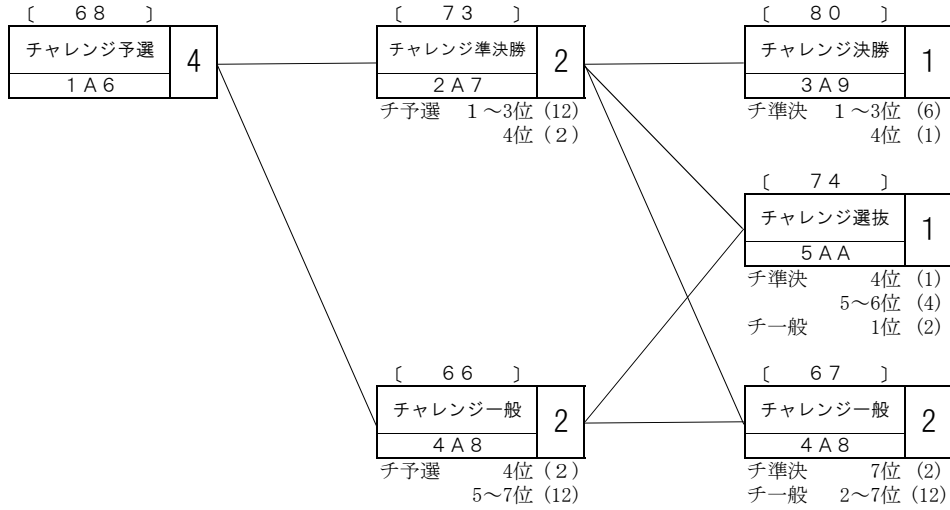 〔 68 〕
チャレンジ予選
4
1A6
〔 73 〕
チャレンジ準決勝
2
2A7
チ予選 1～3位 (12)
4位 (2)
〔 80 〕
チャレンジ決勝
1
3A9
チ準決 1～3位 (6)
4位 (1)
〔 74 〕
チャレンジ選抜
1
5AA
チ準決 4位 (1)
5～6位 (4)
チ一般 1位 (2)
〔 66 〕
チャレンジ一般
2
4A8
チ予選 4位 (2)
5～7位 (12)
〔 67 〕
チャレンジ一般
2
4A8
チ準決 7位 (2)
チ一般 2～7位 (12)